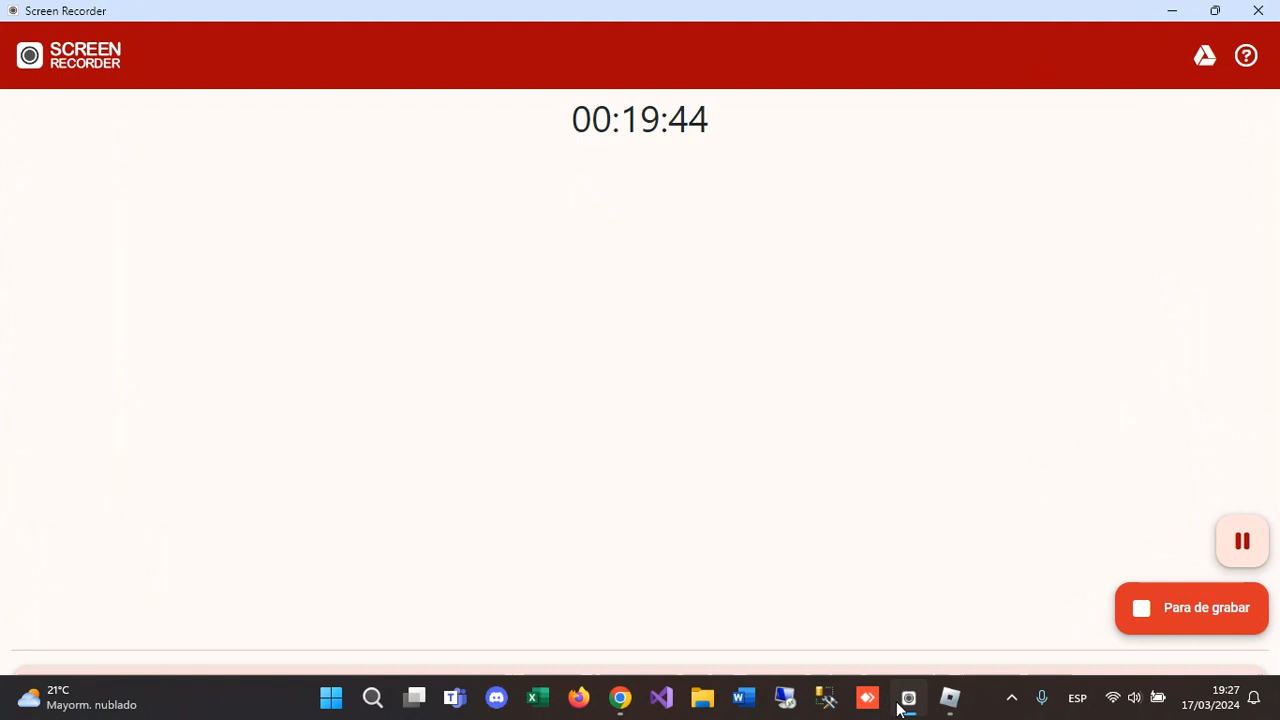 Screen Recorder
SCREEN
RECORDER
00:19:44
Para de grabar
21°C
Mayorm. nublado
ESP
19:27
17/03/2024